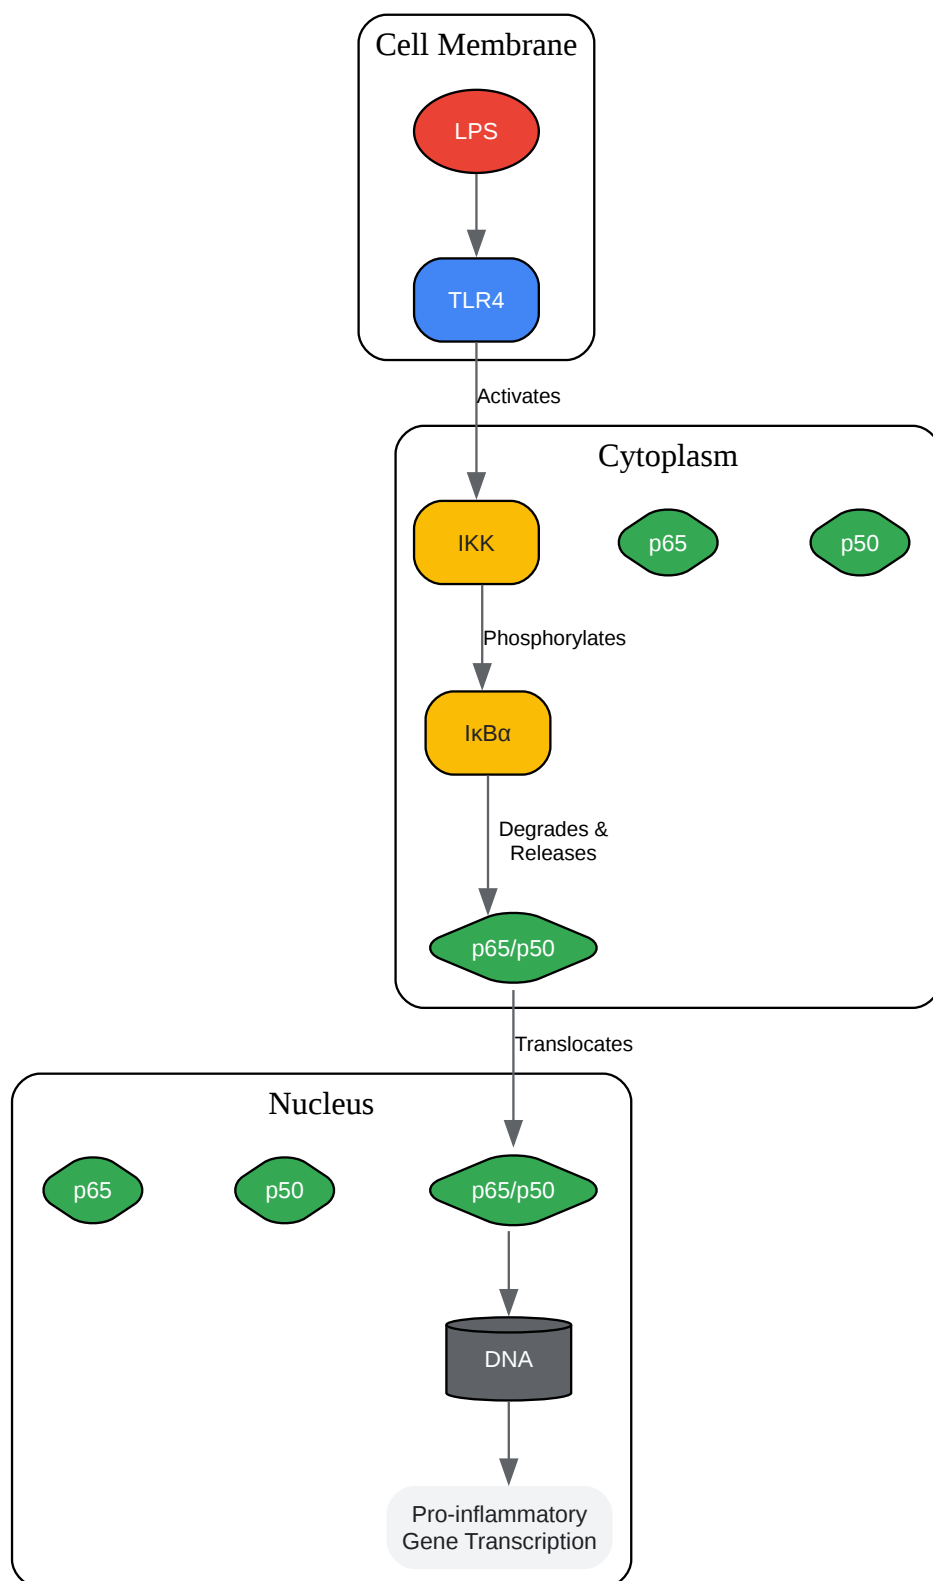 Cell Membrane
LPS
TLR4
Activates
Cytoplasm
IKK
p65
p50
Phosphorylates
IκBα
Degrades &
Releases
p65/p50
Translocates
Nucleus
p65
p50
p65/p50
DNA
Pro-inflammatory
Gene Transcription